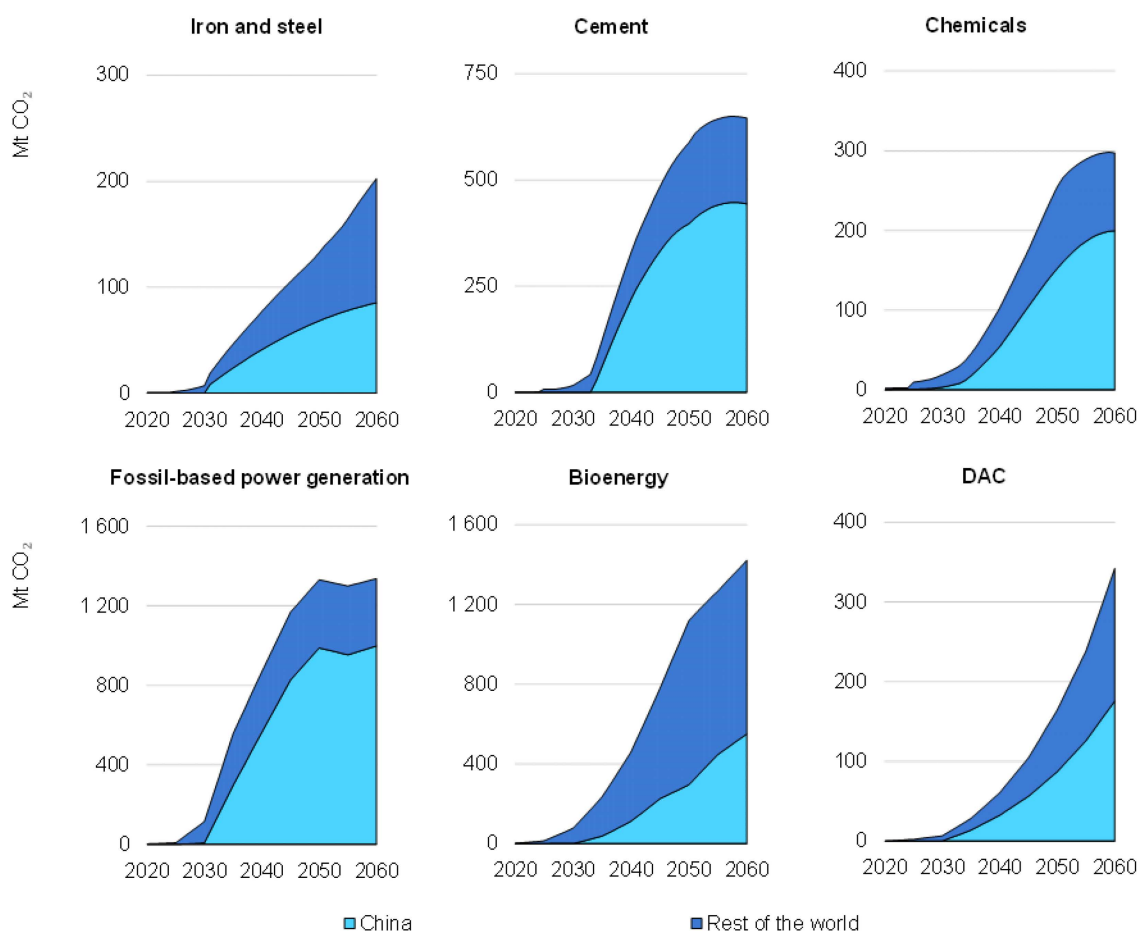 Iron and steel
Mt CO₂
300
200
100
0
2020 2030 2040 2050 2060
Cement
750
500
250
0
2020 2030 2040 2050 2060
Chemicals
400
300
200
100
0
2020 2030 2040 2050 2060
Fossil-based power generation
Mt CO₂
1 600
1 200
800
400
0
2020 2030 2040 2050 2060
Bioenergy
1 600
1 200
800
400
0
2020 2030 2040 2050 2060
DAC
400
300
200
100
0
2020 2030 2040 2050 2060
China
Rest of the world